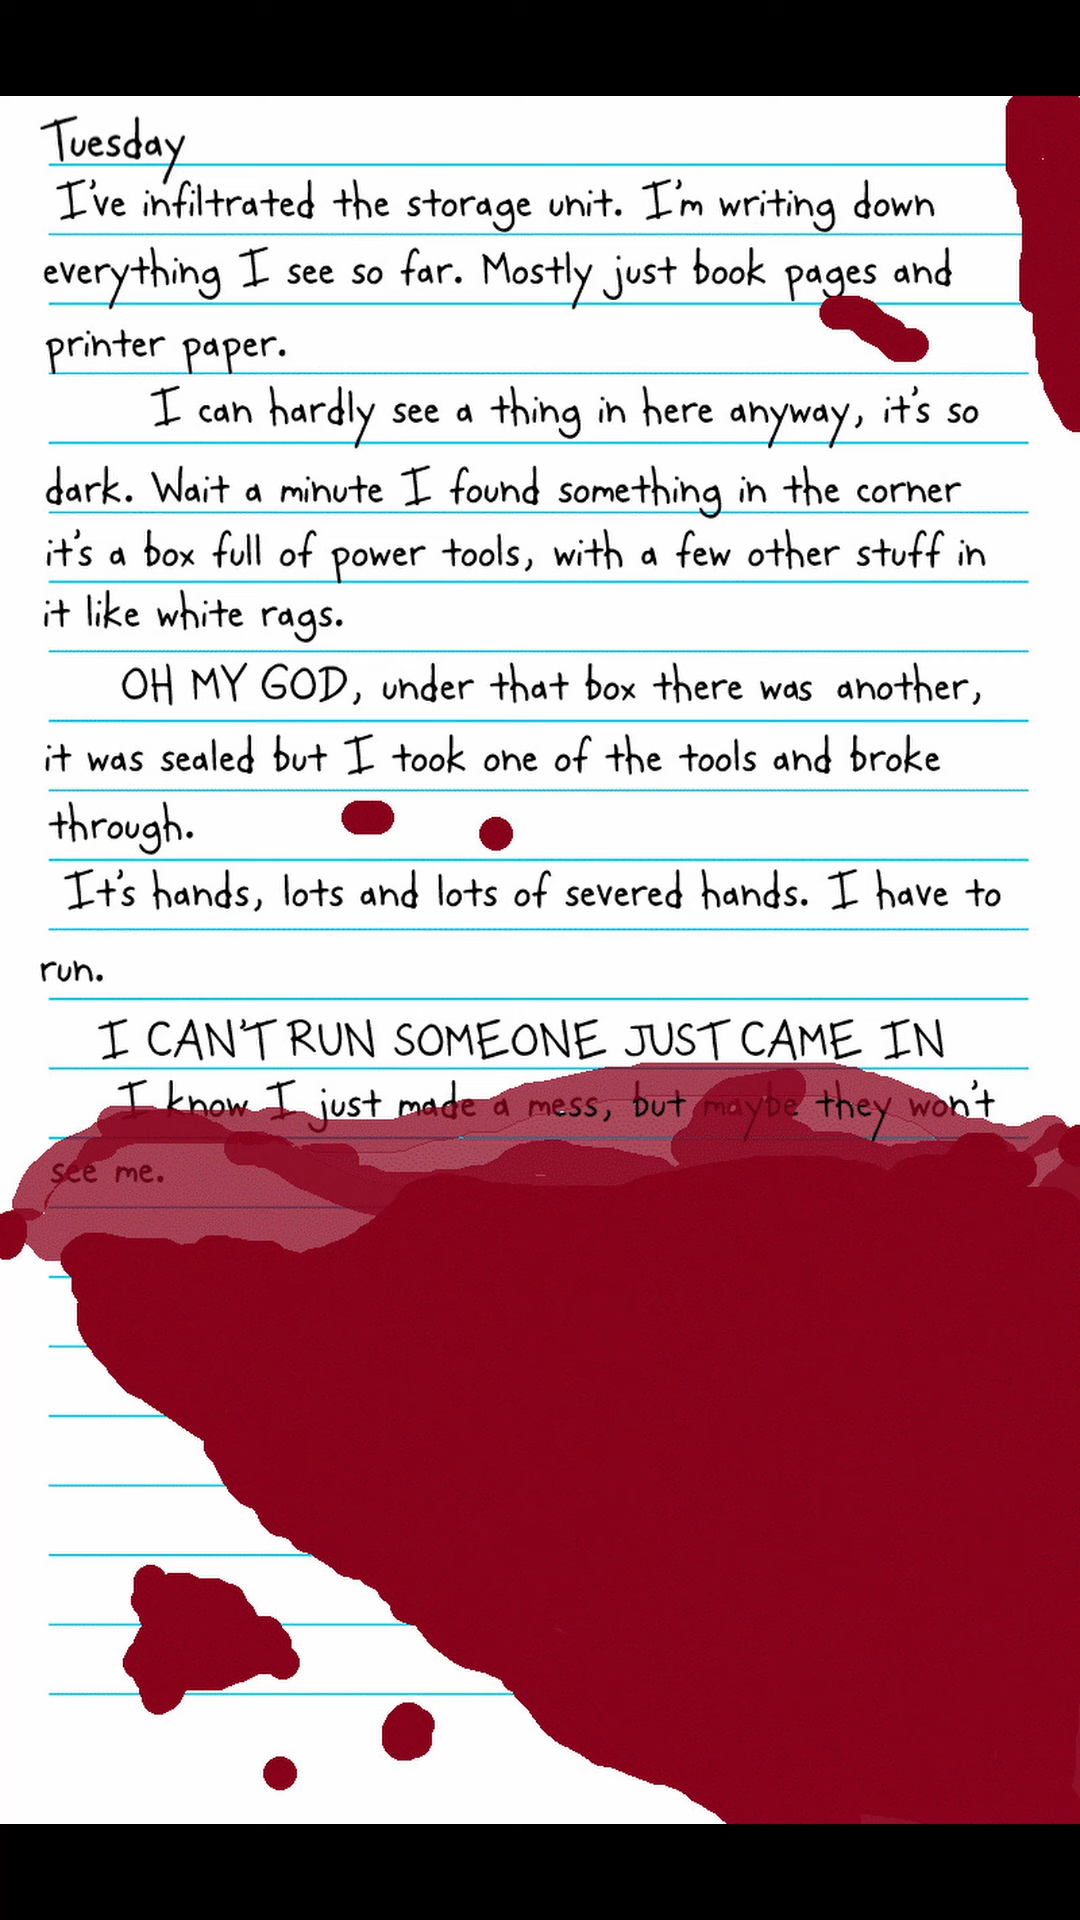 Tuesday
I've infiltrated the storage unit. I'm writing down
everything I see so far. Mostly just book pages and
printer paper.
I can hardly see a thing in here anyway, it's so
dark. Wait a minute I found something in the corner
it's a box full of power tools, with a few other stuff in
it like white rags.
OH MY GOD, under that box there was another,
it was sealed but I took one of the tools and broke
through.
It's hands, lots and lots of severed hands. I have to
run.
I CAN'T RUN SOMEONE JUST CAME IN
I know I just made a mess, but maybe they won't
see me.